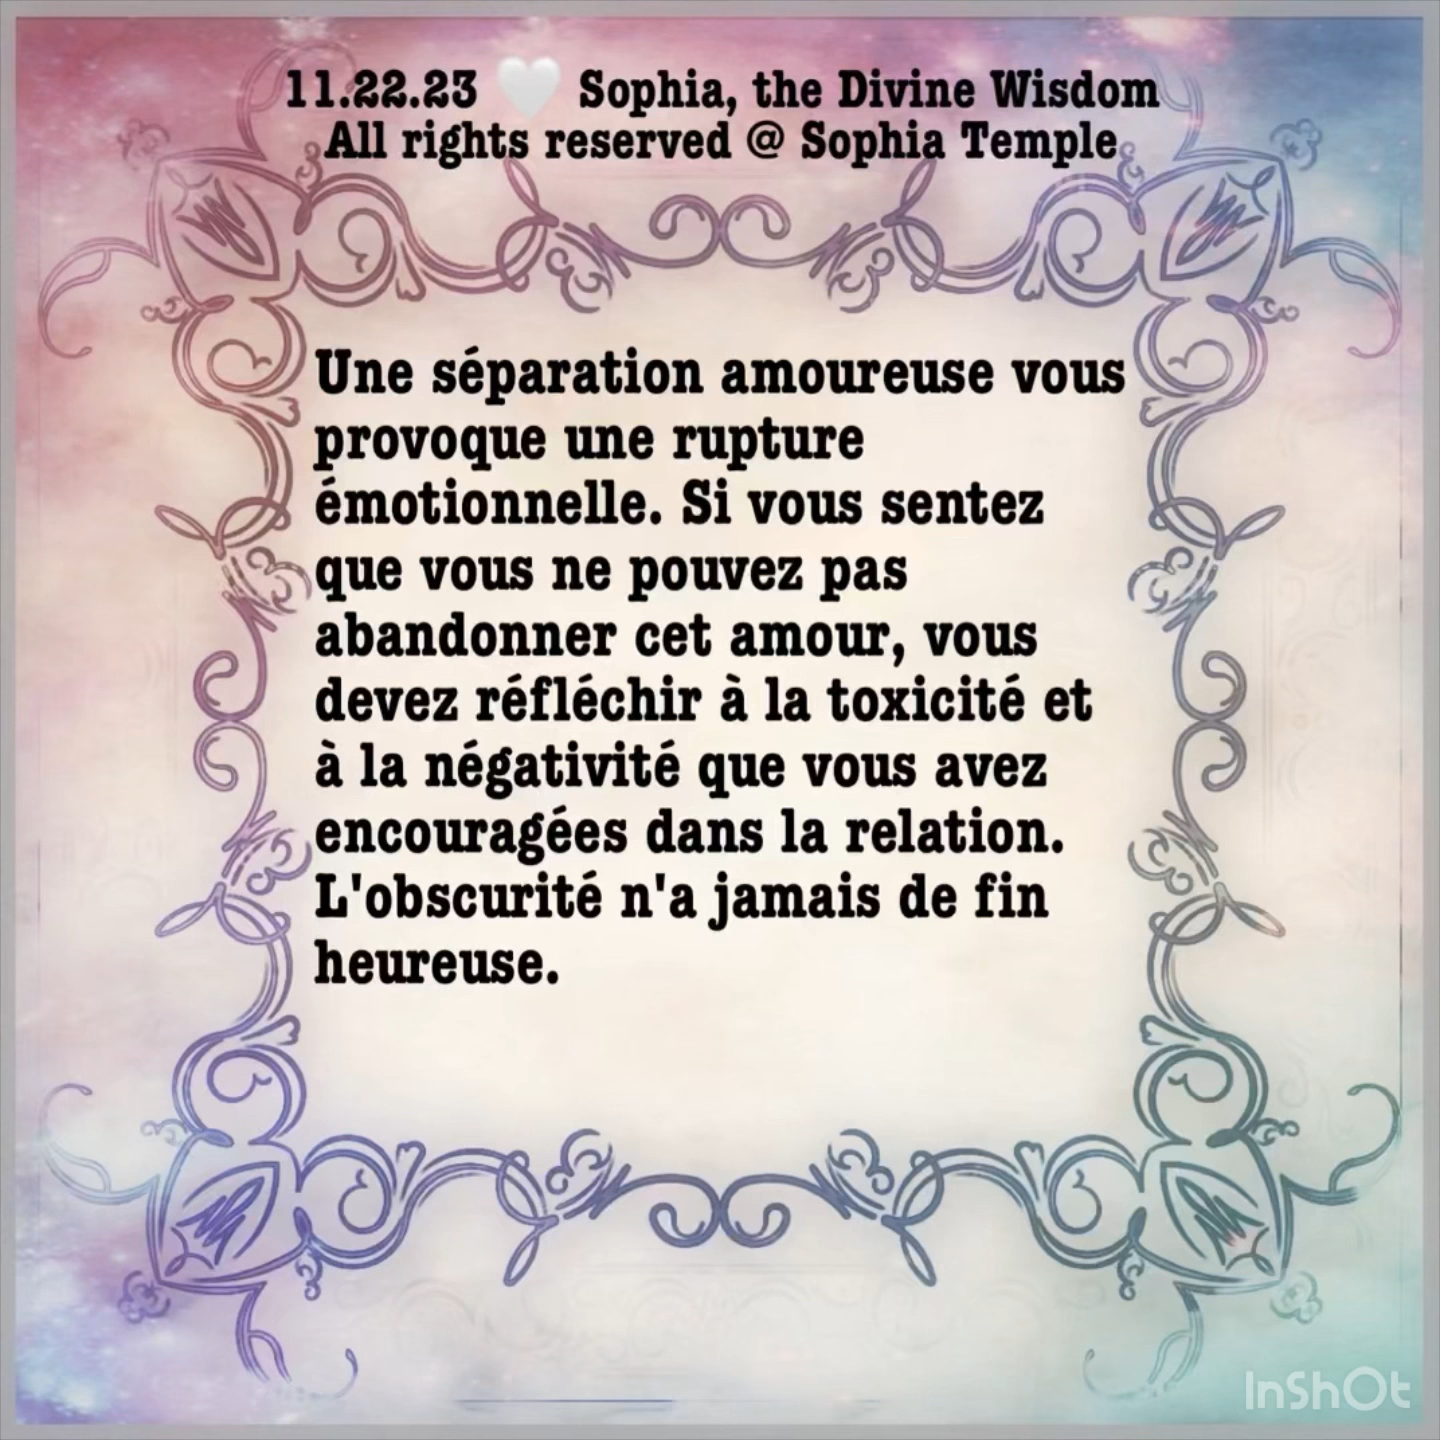 11.22.23 🤍 Sophia, the Divine Wisdom
All rights reserved @ Sophia Temple
Une séparation amoureuse vous
provoque une rupture
émotionnelle. Si vous sentez
que vous ne pouvez pas
abandonner cet amour, vous
devez réfléchir à la toxicité et
à la négativité que vous avez
encouragées dans la relation.
L'obscurité n'a jamais de fin
heureuse.
InShOt